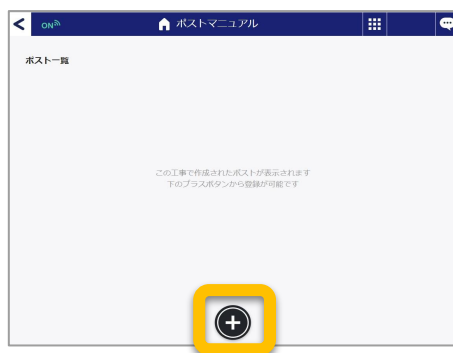 ON
ポストマニュアル
ポスト一覧
この工事で作成されたポストが表示されます
下のプラスボタンから登録が可能です